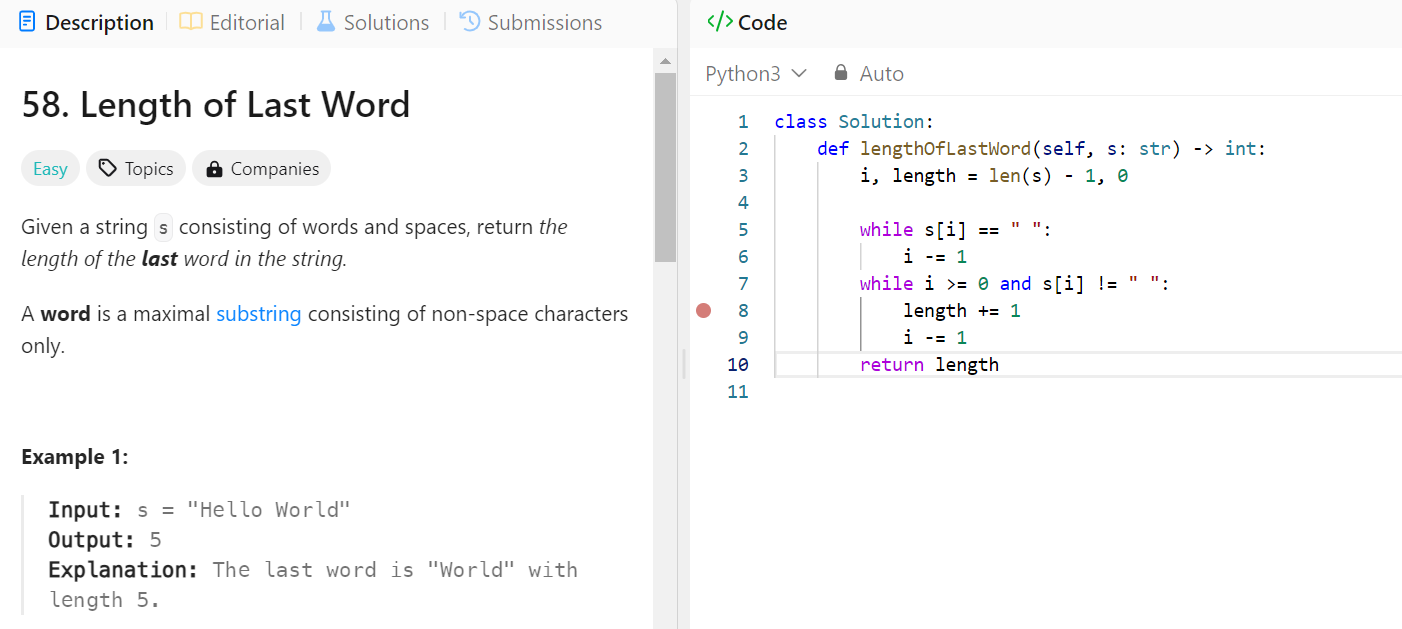 Description Editorial Solutions Submissions
58. Length of Last Word
Easy Topics Companies
Given a string s consisting of words and spaces, return the
length of the last word in the string.
A word is a maximal substring consisting of non-space characters
only.
Example 1:
Input: s = "Hello World"
Output: 5
Explanation: The last word is "World" with
length 5.
</> Code
Python3 Auto
1 class Solution:
2     def lengthOfLastWord(self, s: str) -> int:
3         i, length = len(s) - 1, 0
4
5         while s[i] == " ":
6             i -= 1
7         while i >= 0 and s[i] != " ":
8             length += 1
9             i -= 1
10         return length
11